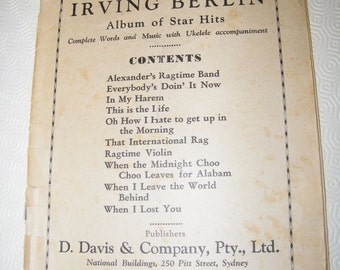 IRVING BERLIN
Album of Star Hits
Complete Words and Music with Ukelele accompaniment
CONTENTS
Alexander's Ragtime Band
Everybody's Doin' It Now
In My Harem
This is the Life
Oh How I Hate to get up in
the Morning
That International Rag
Ragtime Violin
When the Midnight Choo
Choo Leaves for Alabam
When I Leave the World
Behind
When I Lost You
Publishers
D. Davis & Company, Pty., Ltd.
National Buildings, 250 Pitt Street, Sydney